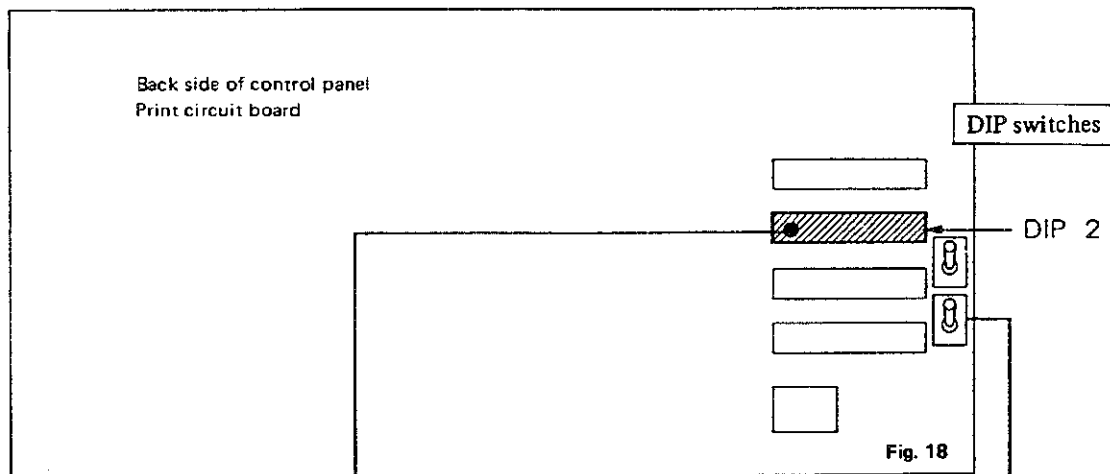 Back side of control panel
Print circuit board
DIP switches
DIP 2
Fig. 18